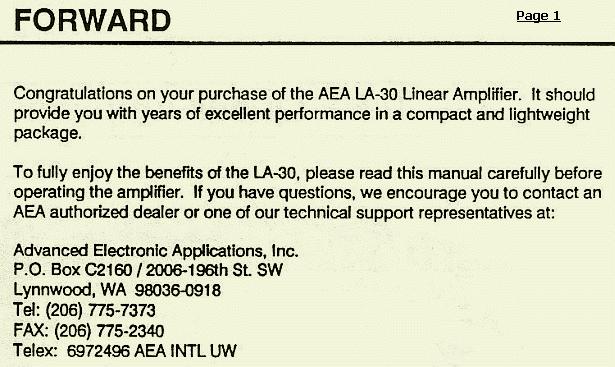 FORWARD
Page 1
Congratulations on your purchase of the AEA LA-30 Linear Amplifier. It should
provide you with years of excellent performance in a compact and lightweight
package.
To fully enjoy the benefits of the LA-30, please read this manual carefully before
operating the amplifier. If you have questions, we encourage you to contact an
AEA authorized dealer or one of our technical support representatives at:
Advanced Electronic Applications, Inc.
P.O. Box C2160 / 2006-196th St. SW
Lynnwood, WA 98036-0918
Tel: (206) 775-7373
FAX: (206) 775-2340
Telex: 6972496 AEA INTL UW